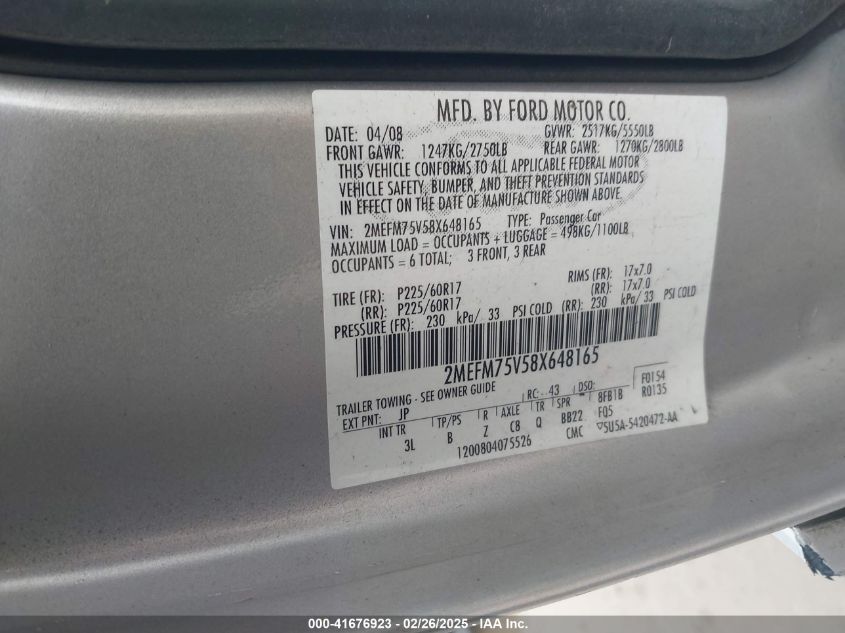 MFD. BY FORD MOTOR CO.
DATE: 04/08 GVWR: 2517KG/5550LB
FRONT GAWR: 1247KG/2750LB REAR GAWR: 1270KG/2800LB
THIS VEHICLE CONFORMS TO ALL APPLICABLE FEDERAL MOTOR
VEHICLE SAFETY, BUMPER, AND THEFT PREVENTION STANDARDS
IN EFFECT ON THE DATE OF MANUFACTURE SHOWN ABOVE.
VIN: 2MEFM75V58X648165 TYPE: Passenger Car
MAXIMUM LOAD = OCCUPANTS + LUGGAGE = 498KG/1100LB
OCCUPANTS = 6 TOTAL; 3 FRONT, 3 REAR
TIRE (FR): P225/60R17 RIMS (FR): 17x7.0
(RR): P225/60R17 (RR): 17x7.0
PRESSURE (FR): 230 kPa/ 33 PSI COLD (RR): 230 kPa/ 33 PSI COLD
2MEFM75V58X648165
TRAILER TOWING - SEE OWNER GUIDE RC: 43 DSO: F0154
EXT PNT: JP R0135
INT TR TP/PS R AXLE TR SPR 8FB1B
3L B Z C8 Q BB22 FQ5
1200804075526 CMC ▽5U5A-5420472-AA
000-41676923 - 02/26/2025 - IAA Inc.